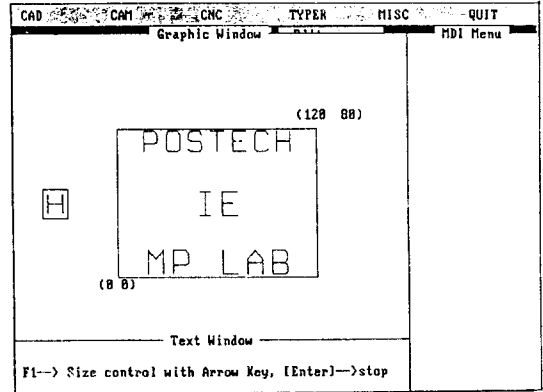 CAD CAM CNC TYPER MISC QUIT
Graphic Window MDI Menu
(120 80)
POSTECH
H IE
MP LAB
(0 0)
Text Window
F1--> Size control with Arrow Key, [Enter]-->stop